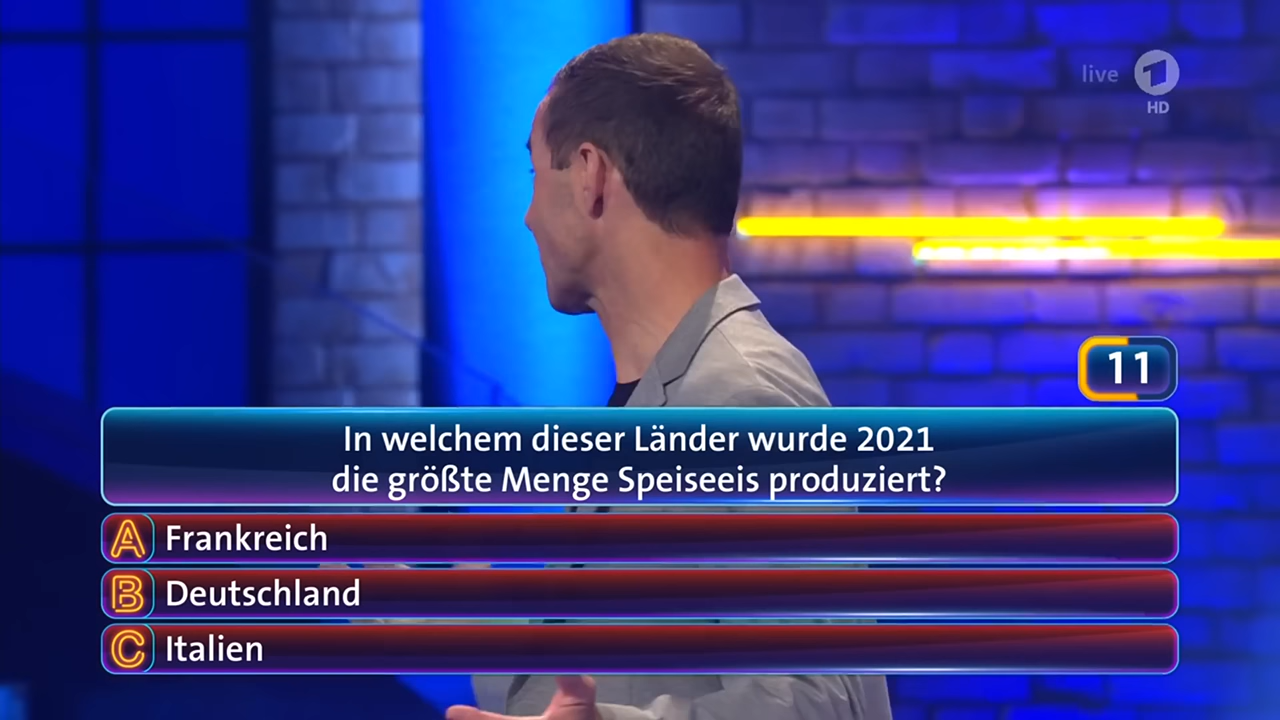 live
1
HD
11
In welchem dieser Länder wurde 2021
die größte Menge Speiseeis produziert?
A Frankreich
B Deutschland
C Italien